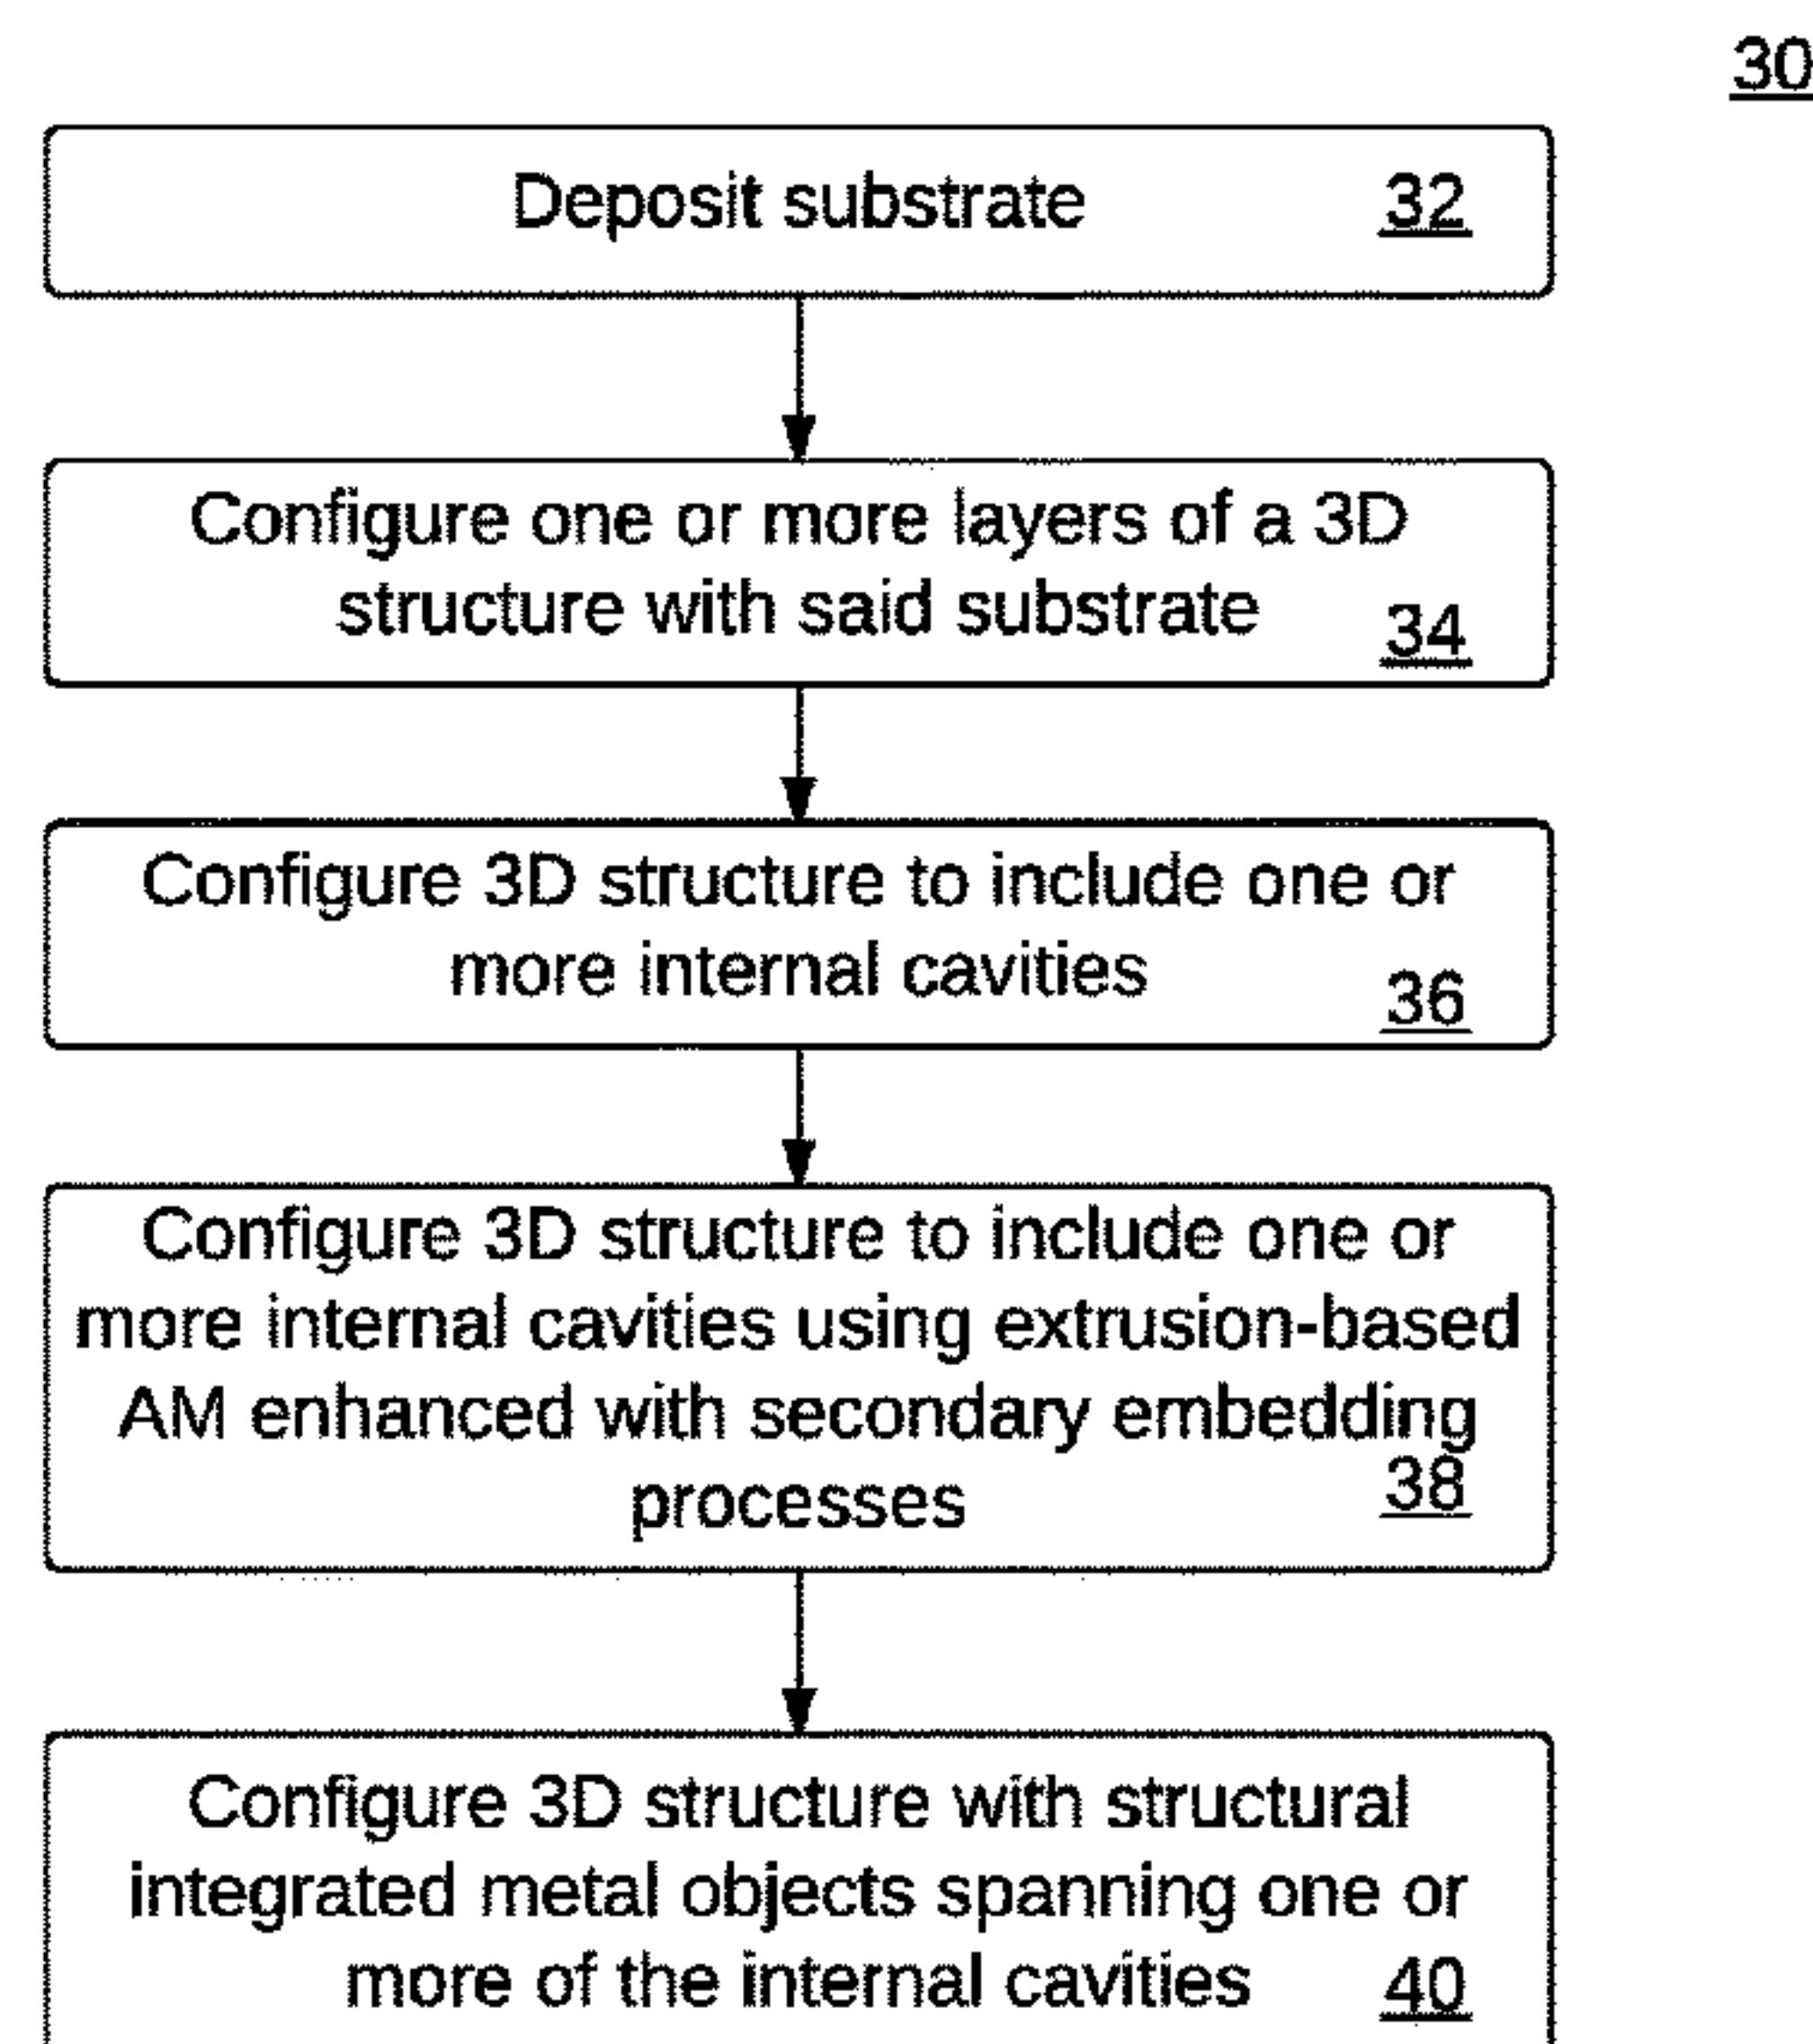 30
Deposit substrate 32
Configure one or more layers of a 3D
structure with said substrate 34
Configure 3D structure to include one or
more internal cavities 36
Configure 3D structure to include one or
more internal cavities using extrusion-based
AM enhanced with secondary embedding
processes 38
Configure 3D structure with structural
integrated metal objects spanning one or
more of the internal cavities 40